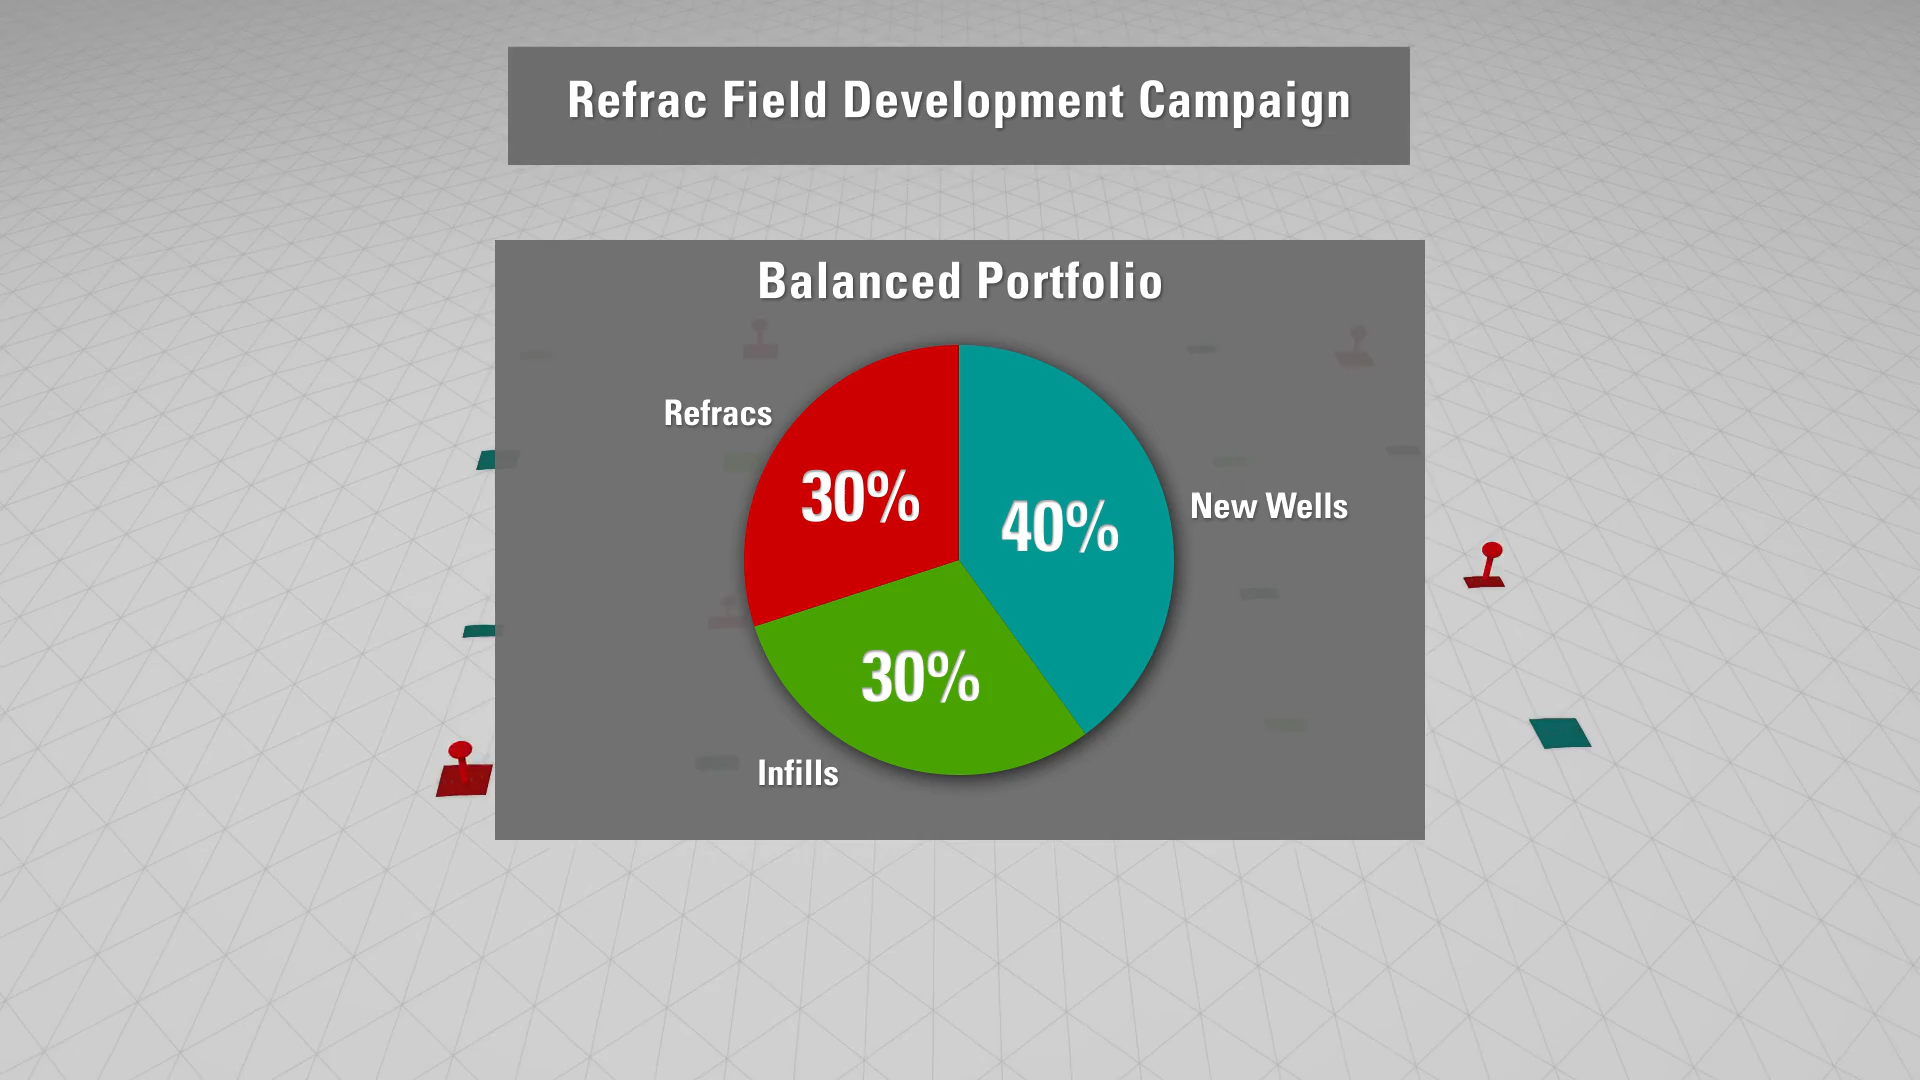 Refrac Field Development Campaign
Balanced Portfolio
Refracs
30%
40%
New Wells
30%
Infills